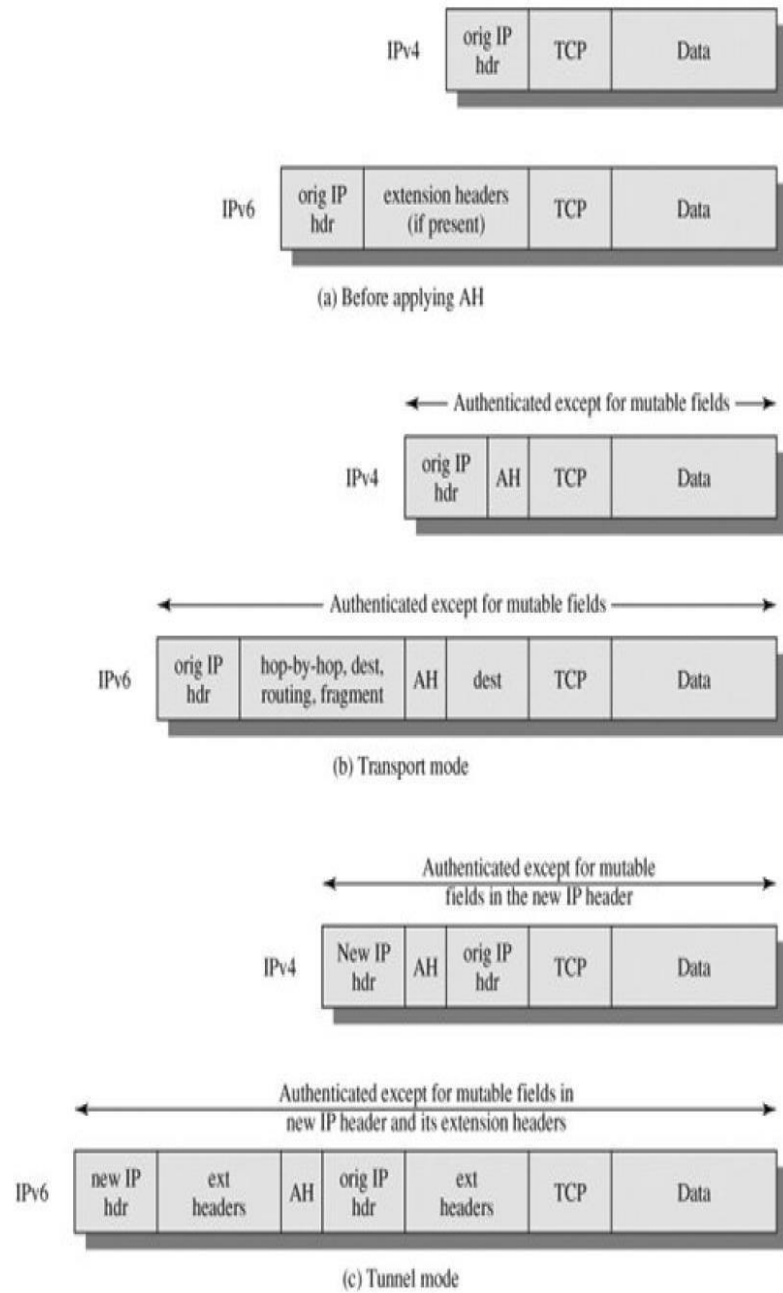 IPv4
orig IP
hdr
TCP
Data
IPv6
orig IP
hdr
extension headers
(if present)
TCP
Data
(a) Before applying AH
Authenticated except for mutable fields
IPv4
orig IP
hdr
AH
TCP
Data
Authenticated except for mutable fields
IPv6
orig IP
hdr
hop-by-hop, dest,
routing, fragment
AH
dest
TCP
Data
(b) Transport mode
Authenticated except for mutable
fields in the new IP header
IPv4
New IP
hdr
AH
orig IP
hdr
TCP
Data
Authenticated except for mutable fields in
new IP header and its extension headers
IPv6
new IP
hdr
ext
headers
AH
orig IP
hdr
ext
headers
TCP
Data
(c) Tunnel mode